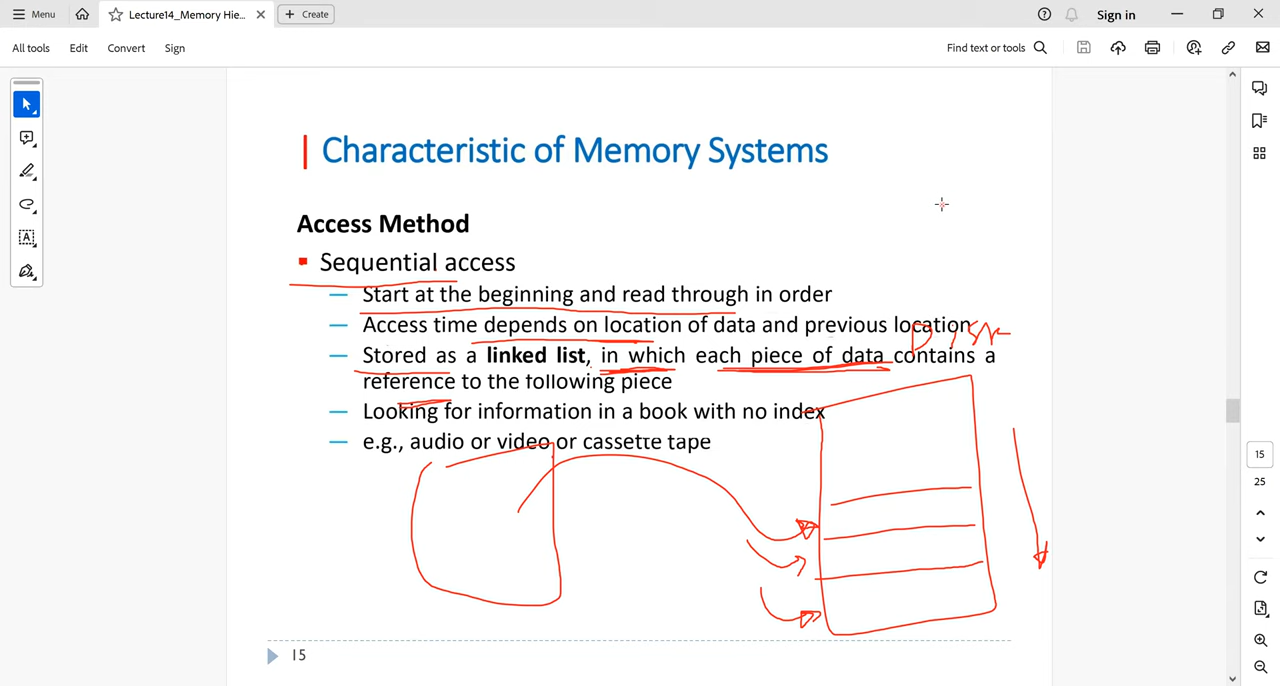 Menu
Lecture14_Memory Hie...
Create
Sign in
All tools
Edit
Convert
Sign
Find text or tools
Characteristic of Memory Systems
Access Method
Sequential access
— Start at the beginning and read through in order
— Access time depends on location of data and previous location
DISK
— Stored as a linked list, in which each piece of data contains a
reference to the following piece
— Looking for information in a book with no index
— e.g., audio or video or cassette tape
15
15
25